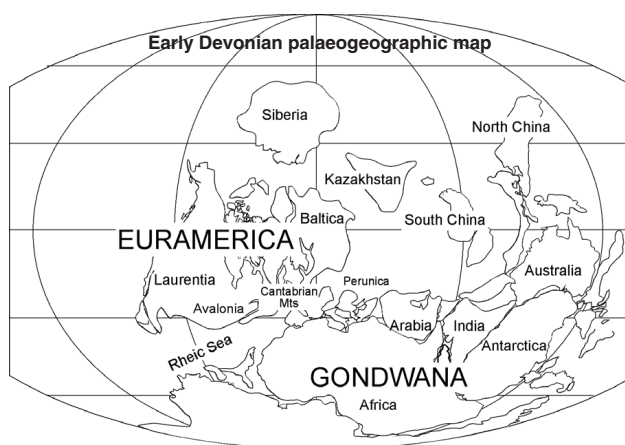 Early Devonian palaeogeographic map
Siberia
North China
Kazakhstan
Baltica
South China
EURAMERICA
Laurentia
Cantabrian
Mts
Perunica
Australia
Avalonia
Arabia
India
Rheic Sea
Antarctica
GONDWANA
Africa